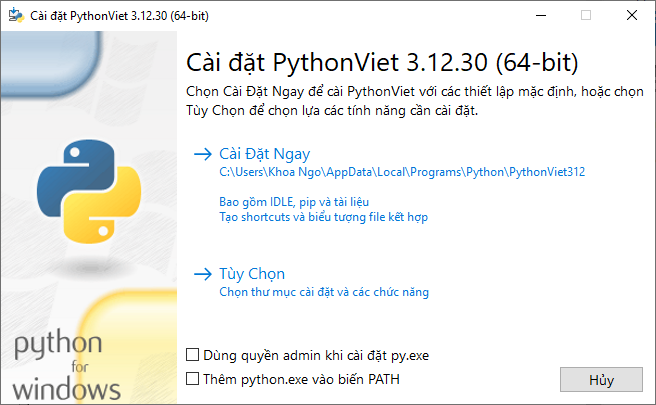 Cài đặt PythonViet 3.12.30 (64-bit)
Cài đặt PythonViet 3.12.30 (64-bit)
Chọn Cài Đặt Ngay để cài PythonViet với các thiết lập mặc định, hoặc chọn
Tùy Chọn để chọn lựa các tính năng cần cài đặt.
Cài Đặt Ngay
C:\Users\Khoa Ngo\AppData\Local\Programs\Python\PythonViet312
Bao gồm IDLE, pip và tài liệu
Tạo shortcuts và biểu tượng file kết hợp
Tùy Chọn
Chọn thư mục cài đặt và các chức năng
python
for
windows
Dùng quyền admin khi cài đặt py.exe
Thêm python.exe vào biến PATH
Hủy